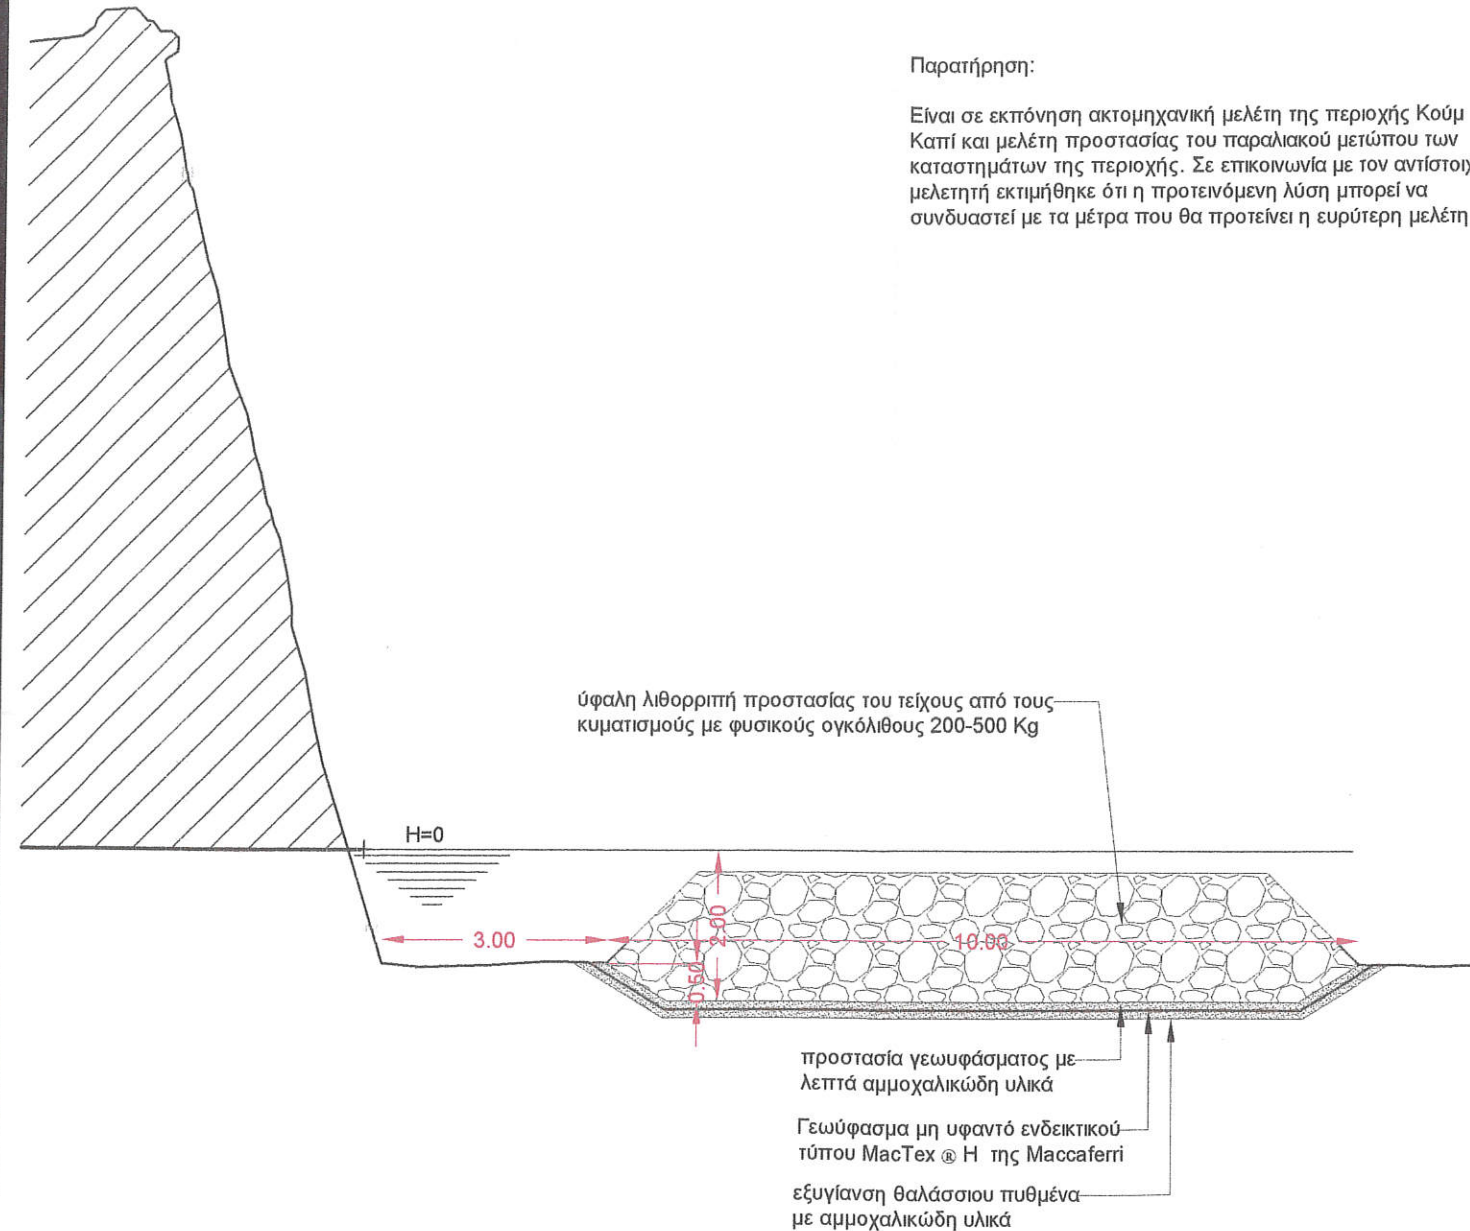 Παρατήρηση:
Είναι σε εκπόνηση ακτομηχανική μελέτη της περιοχής Κούμ
Καπί και μελέτη προστασίας του παραλιακού μετώπου των
καταστημάτων της περιοχής. Σε επικοινωνία με τον
μελετητή εκτιμήθηκε ότι η προτεινόμενη λύση μπορεί να
συνδυαστεί με τα μέτρα που θα προτείνει η ευρύτερη μελέτη
ύφαλη λιθορριπή προστασίας του τείχους από τους
κυματισμούς με φυσικούς ογκόλιθους 200-500 Kg
H=0
3.00
2.00
10.00
0.50
προστασία γεωυφάσματος με
λεπτά αμμοχαλικώδη υλικά
Γεωύφασμα μη υφαντό ενδεικτικού
τύπου MacTex ® H της Maccaferri
εξυγίανση θαλάσσιου πυθμένα
με αμμοχαλικώδη υλικά